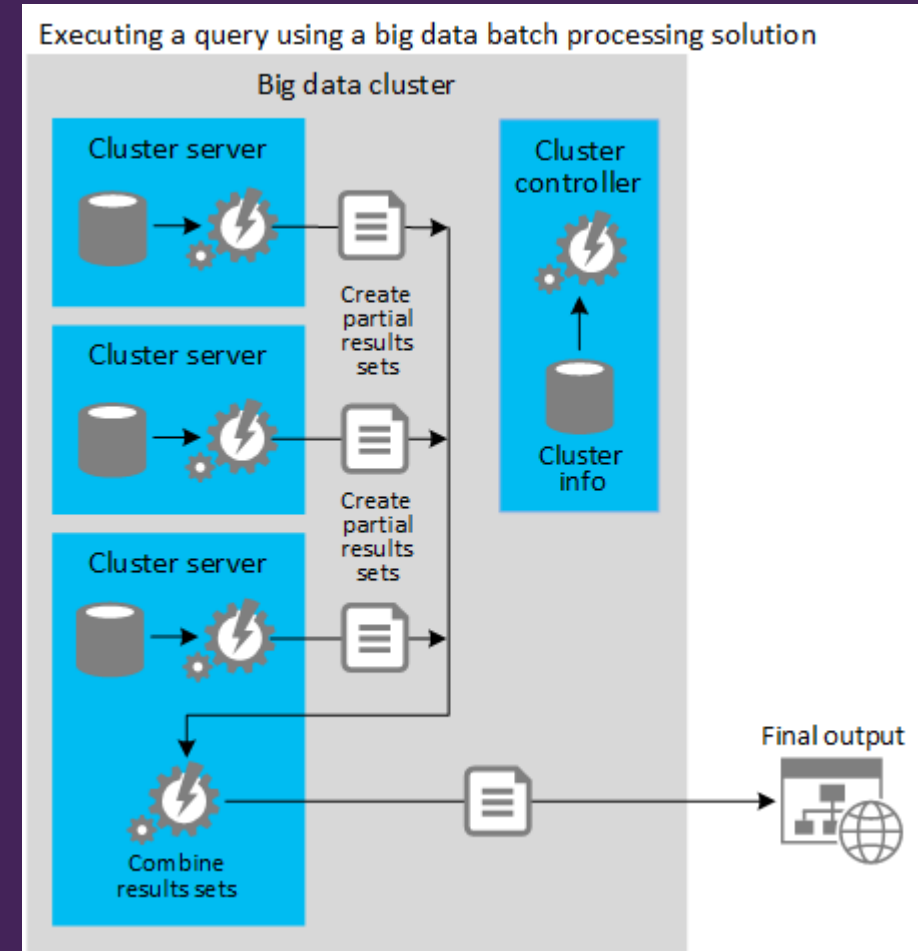 Executing a query using a big data batch processing solution
Big data cluster
Cluster server
Create
partial
results
sets
Cluster server
Create
partial
results
sets
Cluster server
Combine
results sets
Cluster
controller
Cluster
info
Final output